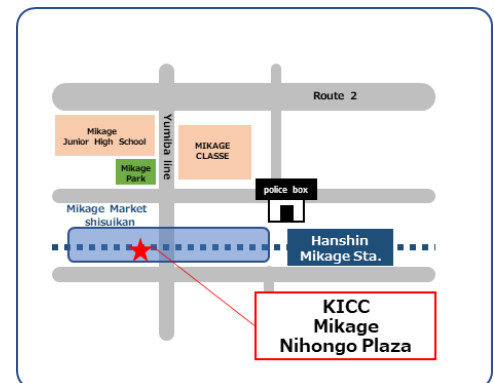 Route 2
Mikage
Junior High School
Yumiba line
MIKAGE
CLASSE
Mikage
Park
police box
Mikage Market
shisuikan
Hanshin
Mikage Sta.
KICC
Mikage
Nihongo Plaza